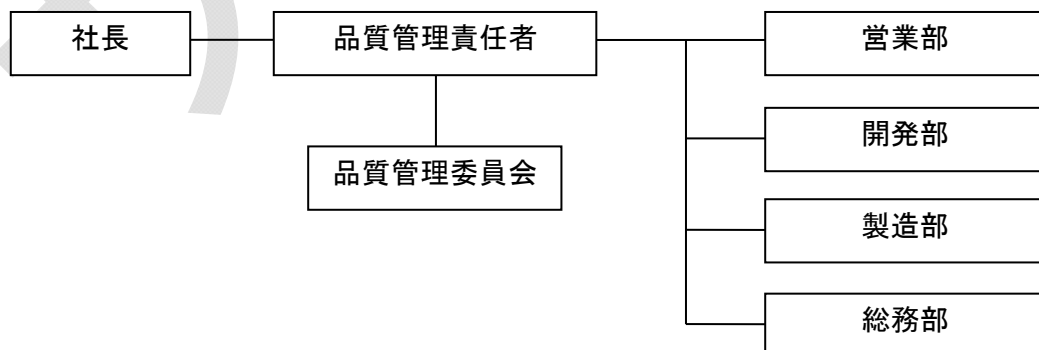 社長
品質管理責任者
営業部
開発部
品質管理委員会
製造部
総務部